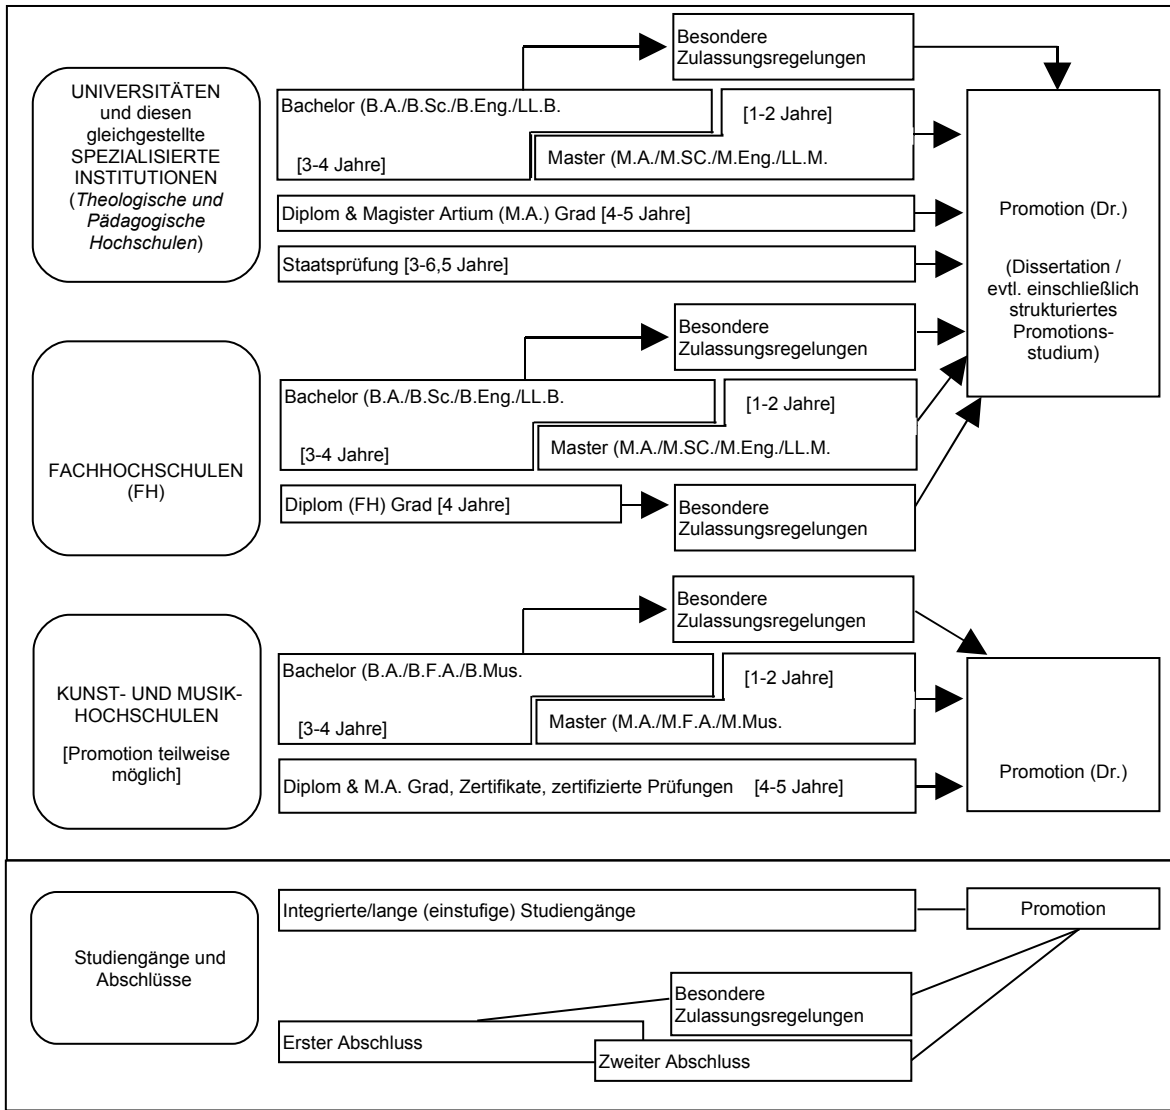 UNIVERSITÄTEN
und diesen
gleichgestellte
SPEZIALISIERTE
INSTITUTIONEN
(Theologische und
Pädagogische
Hochschulen)
Besondere
Zulassungsregelungen
Bachelor (B.A./B.Sc./B.Eng./LL.B.
[3-4 Jahre]
[1-2 Jahre]
Master (M.A./M.SC./M.Eng./LL.M.
Diplom & Magister Artium (M.A.) Grad [4-5 Jahre]
Staatsprüfung [3-6,5 Jahre]
Promotion (Dr.)
(Dissertation /
evtl. einschließlich
strukturiertes
Promotions-
studium)
FACHHOCHSCHULEN
(FH)
Besondere
Zulassungsregelungen
Bachelor (B.A./B.Sc./B.Eng./LL.B.
[3-4 Jahre]
[1-2 Jahre]
Master (M.A./M.SC./M.Eng./LL.M.
Diplom (FH) Grad [4 Jahre]
Besondere
Zulassungsregelungen
KUNST- UND MUSIK-
HOCHSCHULEN
[Promotion teilweise
möglich]
Besondere
Zulassungsregelungen
Bachelor (B.A./B.F.A./B.Mus.
[3-4 Jahre]
[1-2 Jahre]
Master (M.A./M.F.A./M.Mus.
Diplom & M.A. Grad, Zertifikate, zertifizierte Prüfungen [4-5 Jahre]
Promotion (Dr.)
Studiengänge und
Abschlüsse
Integrierte/lange (einstufige) Studiengänge
Promotion
Besondere
Zulassungsregelungen
Erster Abschluss
Zweiter Abschluss